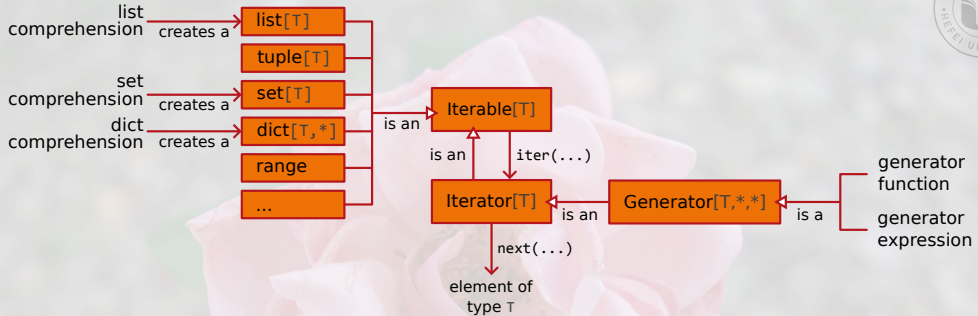 list
comprehension
creates a
list[T]
tuple[T]
set
comprehension
creates a
set[T]
dict
comprehension
creates a
dict[T,*]
range
...
is an
Iterable[T]
is an
iter(...)
Iterator[T]
next(...)
element of
type T
is an
Generator[T,*,*]
is a
generator
function
generator
expression
HEFEI U